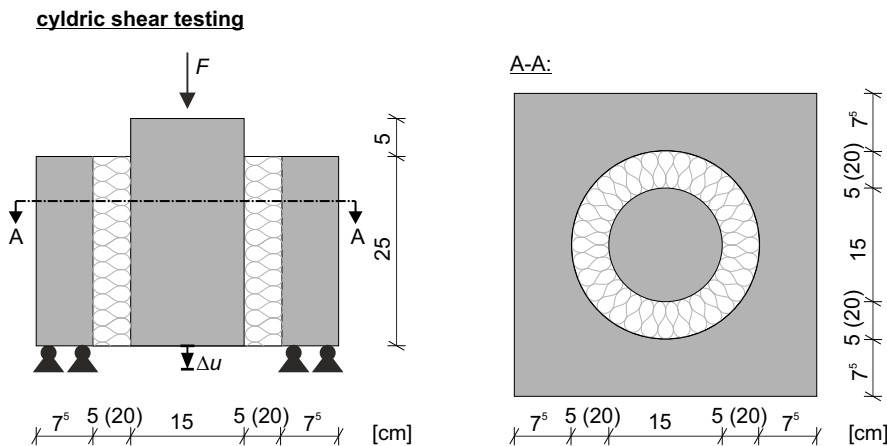 cyldric shear testing
F
A-A:
5
25
A
A
Δu
7⁵ 5 (20) 15 5 (20) 7⁵ [cm]
7⁵
5 (20)
15
5 (20)
7⁵
7⁵ 5 (20) 15 5 (20) 7⁵ [cm]